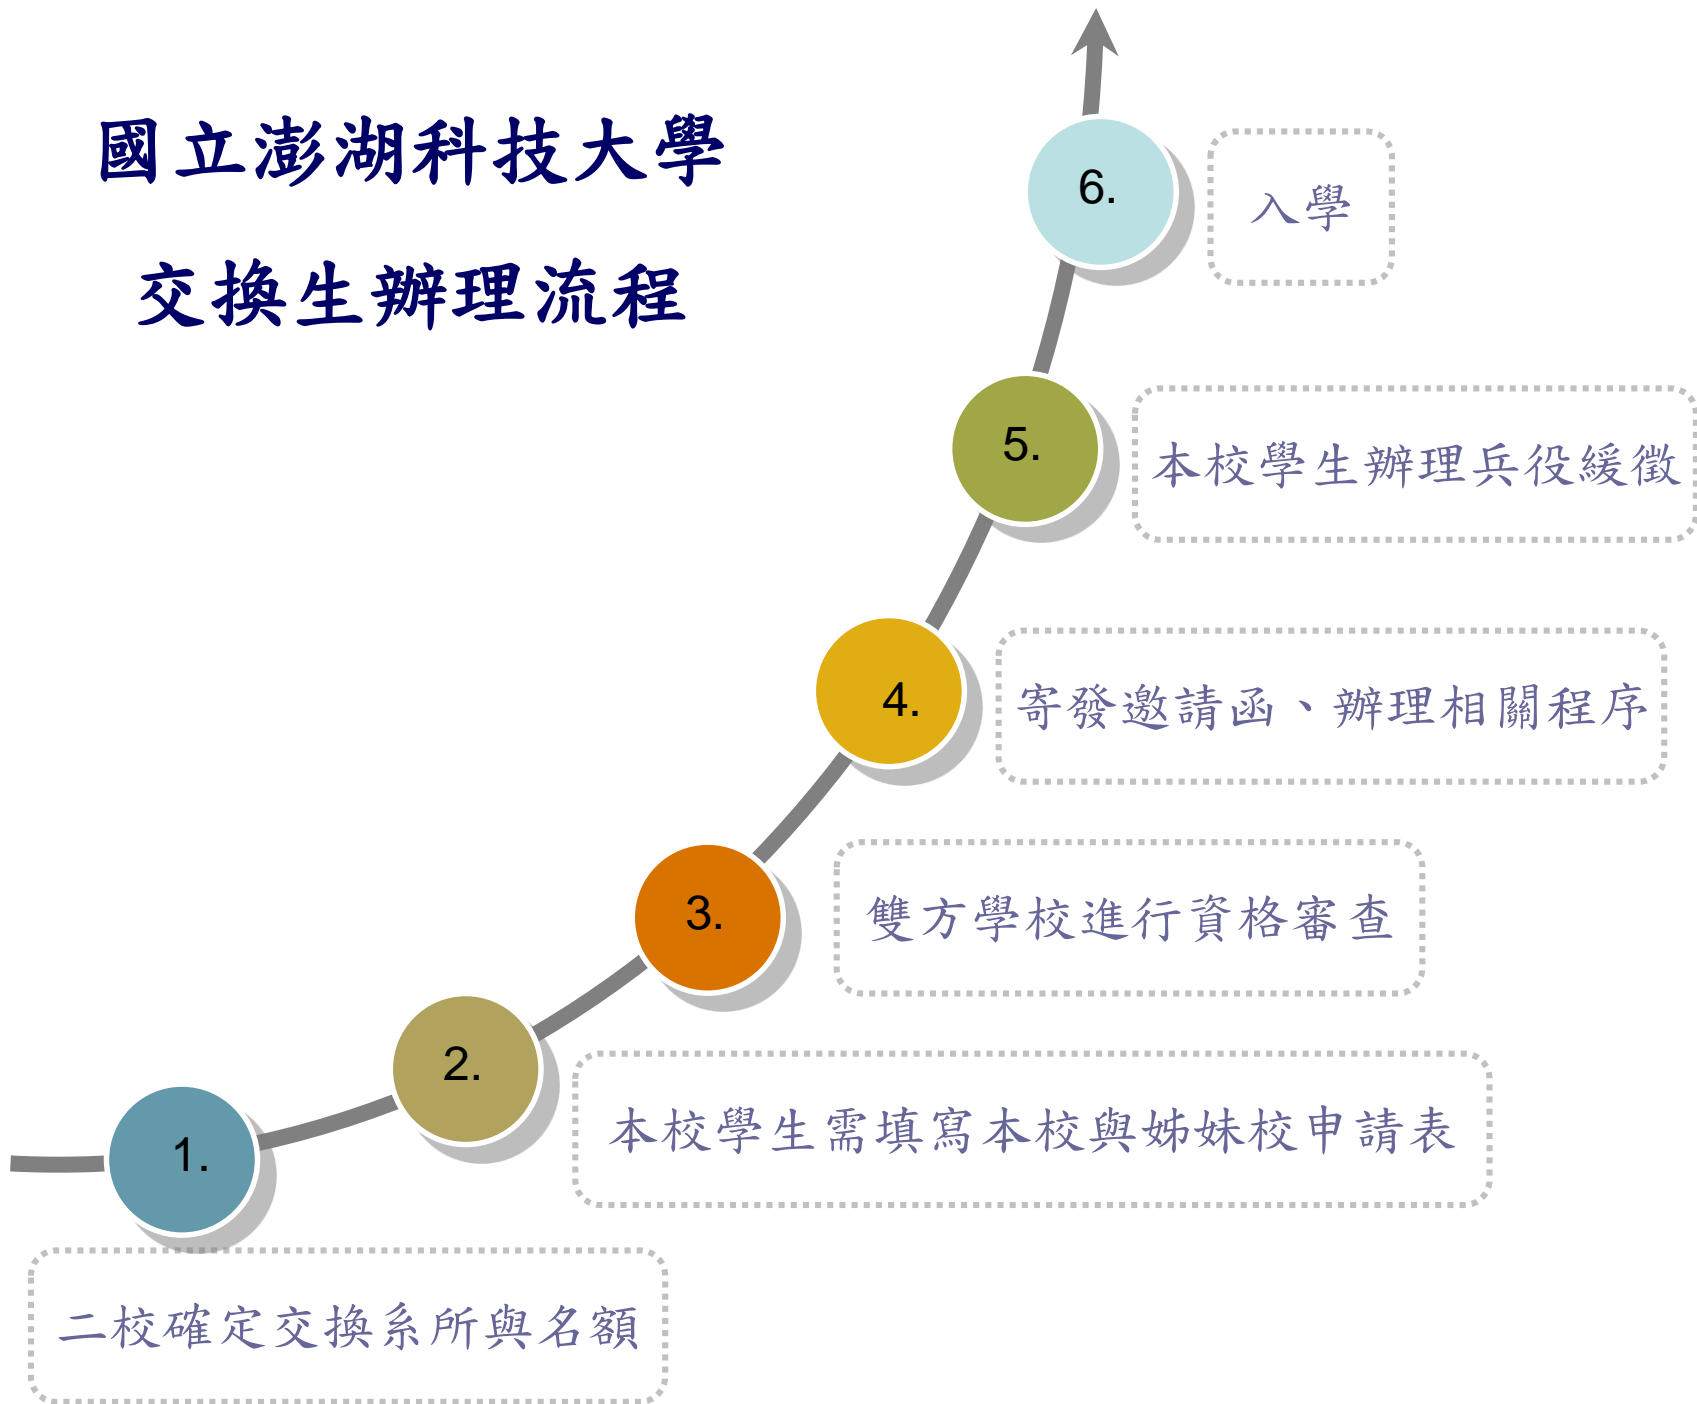 國立澎湖科技大學
交換生辦理流程
6.
入學
5.
本校學生辦理兵役緩徵
4.
寄發邀請函、辦理相關程序
3.
雙方學校進行資格審查
2.
本校學生需填寫本校與姊妹校申請表
1.
二校確定交換系所與名額